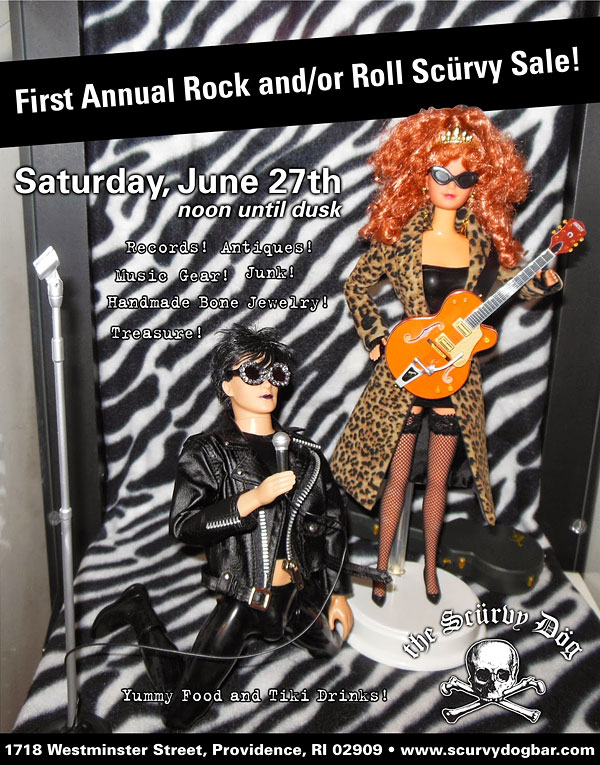 First Annual Rock and/or Roll Scürvy Sale!
Saturday, June 27th
noon until dusk
Records! Antiques!
Music Gear! Junk!
Handmade Bone Jewelry!
Treasure!
the Scürvy Dög
Yummy Food and Tiki Drinks!
1718 Westminster Street, Providence, RI 02909 • www.scurvydogbar.com